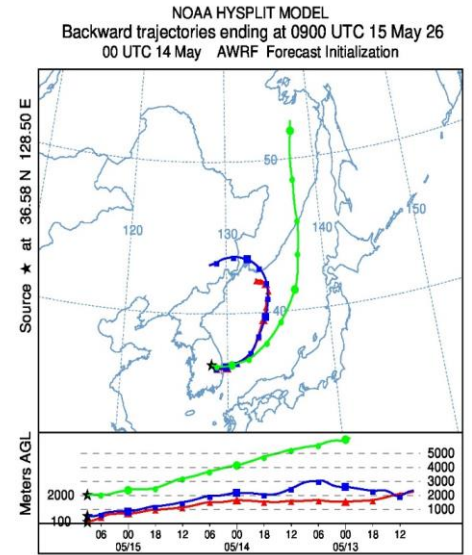 NOAA HYSPLIT MODEL
Backward trajectories ending at 0900 UTC 15 May 26
00 UTC 14 May AWRF Forecast Initialization
Source ★ at 36.58 N 128.50 E
50
150
120
130
140
40
Meters AGL
5000
4000
3000
2000 2000
1000
100
06 00 18 12 06 00 18 12 06 00 18 12
05/15 05/14 05/13